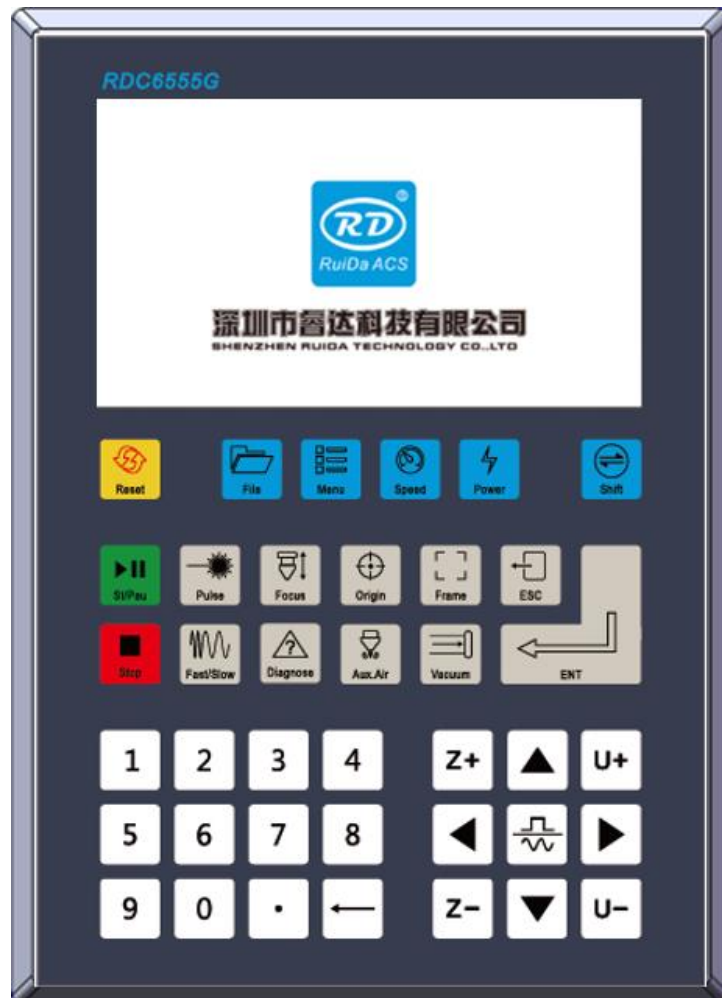 RDC6555G
RD®
RuiDa ACS
深圳市睿达科技有限公司
SHENZHEN RUIDA TECHNOLOGY CO.,LTD
Reset File Menu Speed Power Shift
St/Pau Pulse Focus Origin Frame ESC
Stop Fast/Slow Diagnose Aux.Air Vacuum ENT
1 2 3 4 Z+ U+
5 6 7 8
9 0 . Z- U-